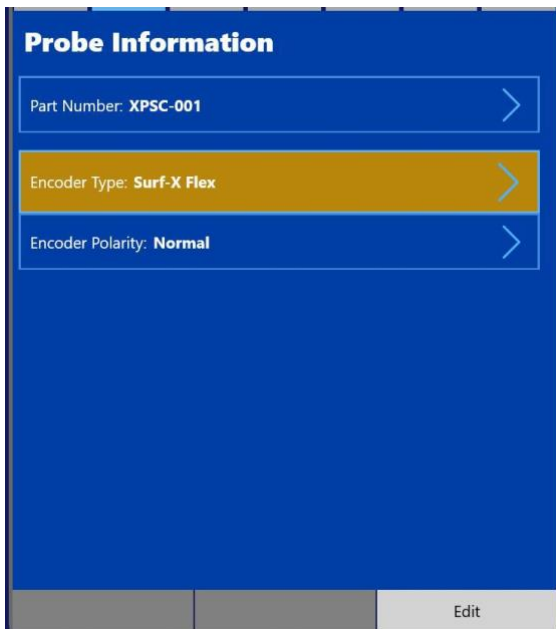 Probe Information
Part Number: XPSC-001
Encoder Type: Surf-X Flex
Encoder Polarity: Normal
Edit